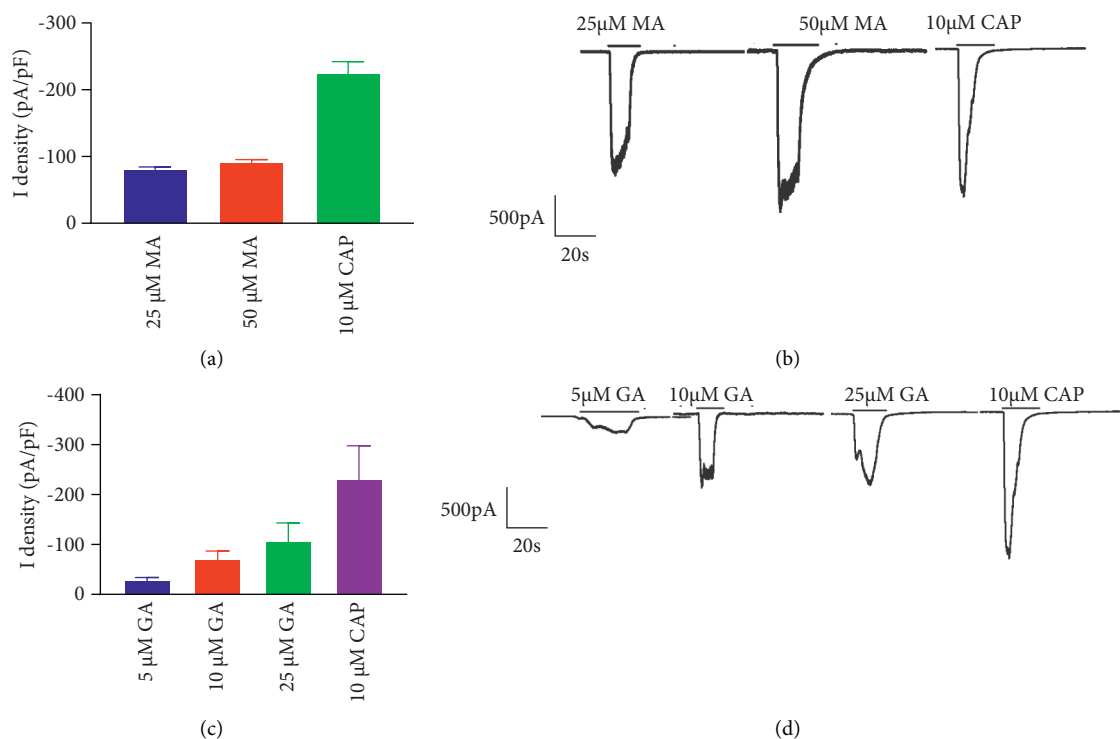 -300
-200
-100
0
I density (pA/pF)
25 μM MA
50 μM MA
10 μM CAP
(a)
25μM MA
50μM MA
10μM CAP
500pA
20s
(b)
-400
-300
-200
-100
0
I density (pA/pF)
5 μM GA
10 μM GA
25 μM GA
10 μM CAP
(c)
5μM GA
10μM GA
25μM GA
10μM CAP
500pA
20s
(d)